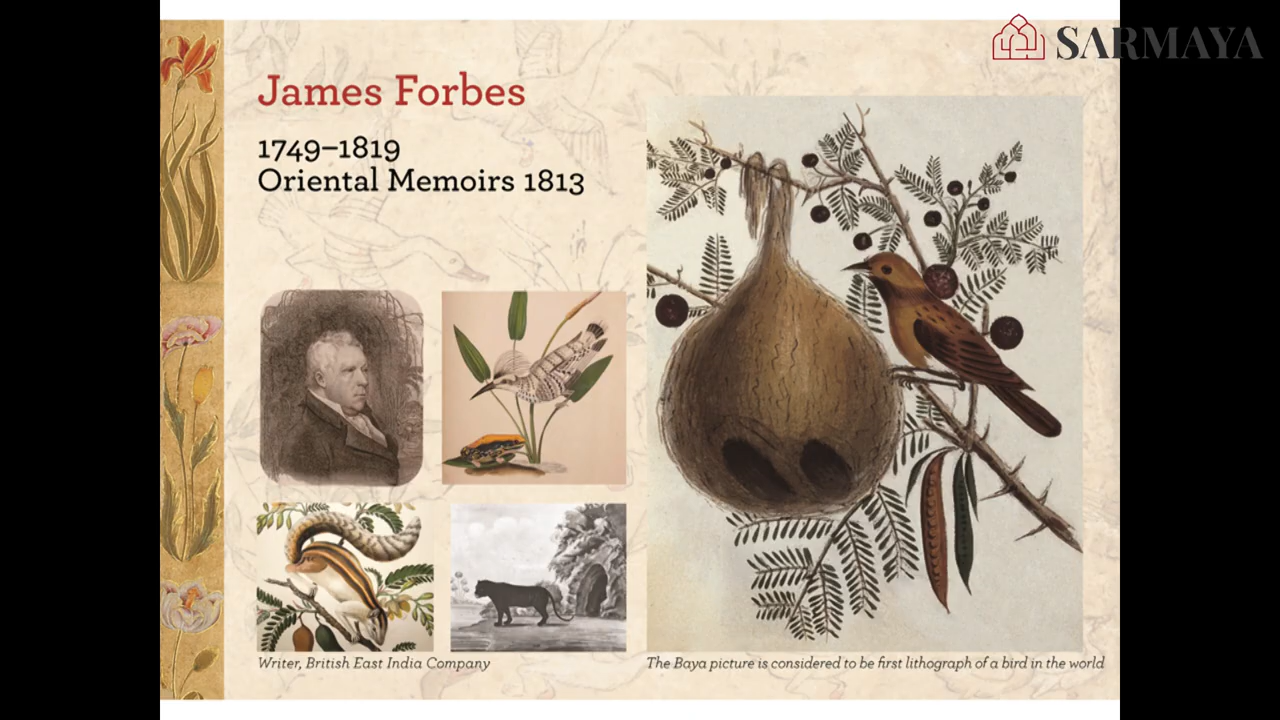 SARMAYA
James Forbes
1749–1819
Oriental Memoirs 1813
Writer, British East India Company
The Baya picture is considered to be first lithograph of a bird in the world